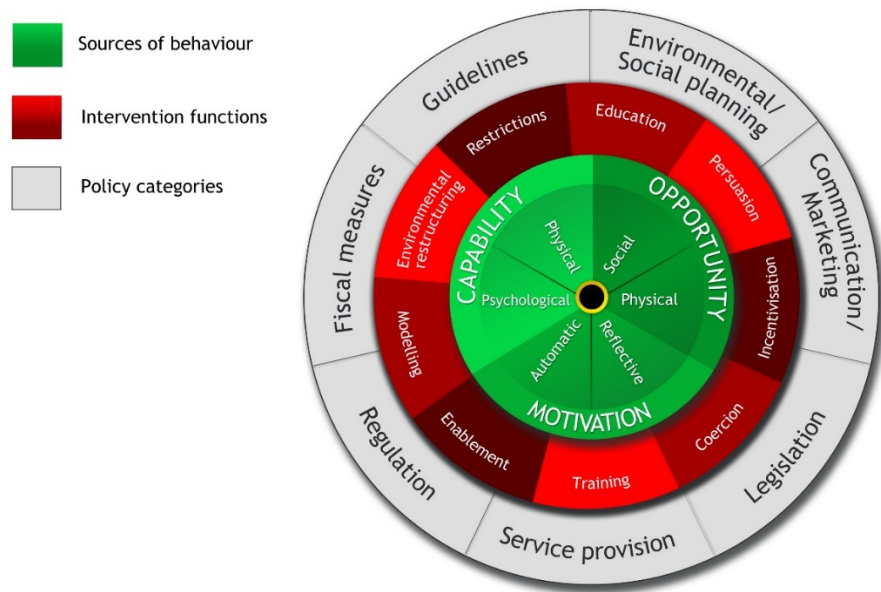 Sources of behaviour
Intervention functions
Policy categories
Guidelines
Environmental/
Social planning
Communication/
Marketing
Legislation
Service provision
Regulation
Fiscal measures
Restrictions
Education
Persuasion
Incentivisation
Coercion
Training
Enablement
Modelling
Environmental
restructuring
CAPABILITY
OPPORTUNITY
MOTIVATION
Physical
Social
Psychological
Physical
Automatic
Reflective